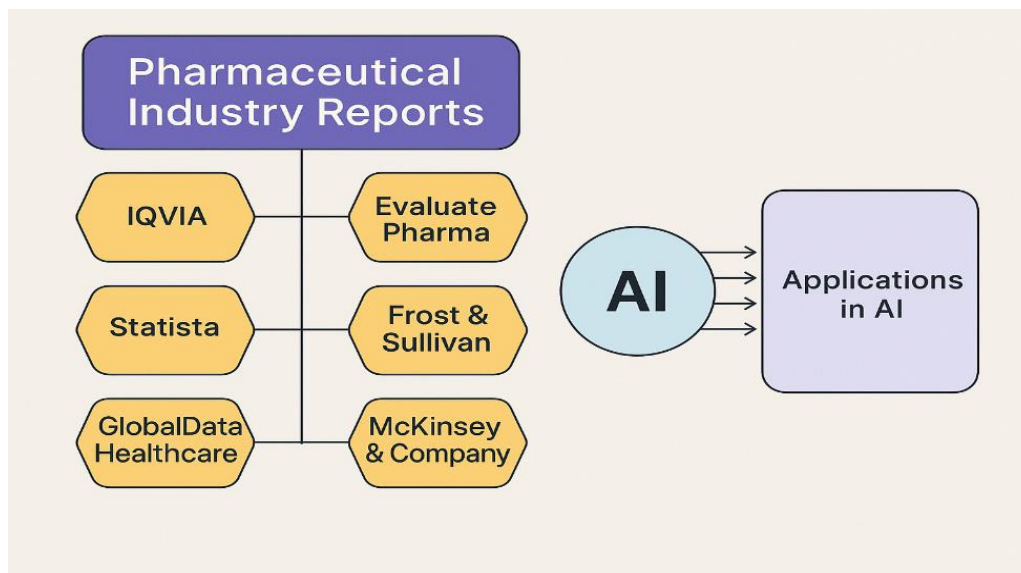 Pharmaceutical
Industry Reports
IQVIA
Evaluate
Pharma
Statista
Frost &
Sullivan
GlobalData
Healthcare
McKinsey
& Company
AI
Applications
in AI